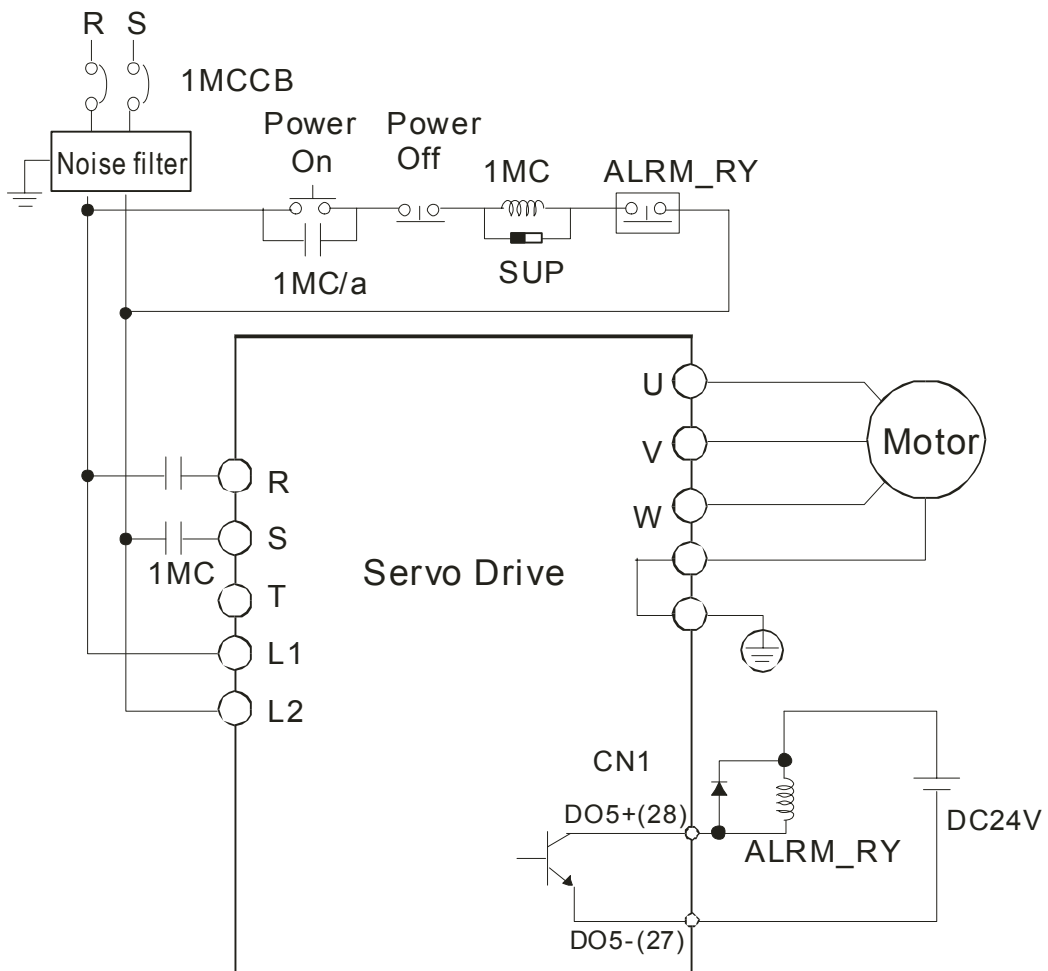 R S
1MCCB
Noise filter
Power
On
Power
Off
1MC
ALRM_RY
1MC/a
SUP
R
S
1MC
T
L1
L2
Servo Drive
U
V
W
Motor
CN1
DO5+(28)
ALRM_RY
DC24V
DO5-(27)